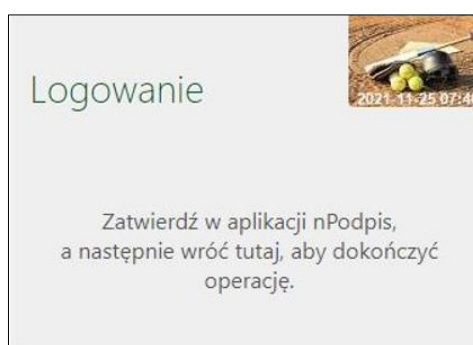 Logowanie
2021-11-25 07:4
Zatwierdź w aplikacji nPodpis,
a następnie wróć tutaj, aby dokończyć
operację.